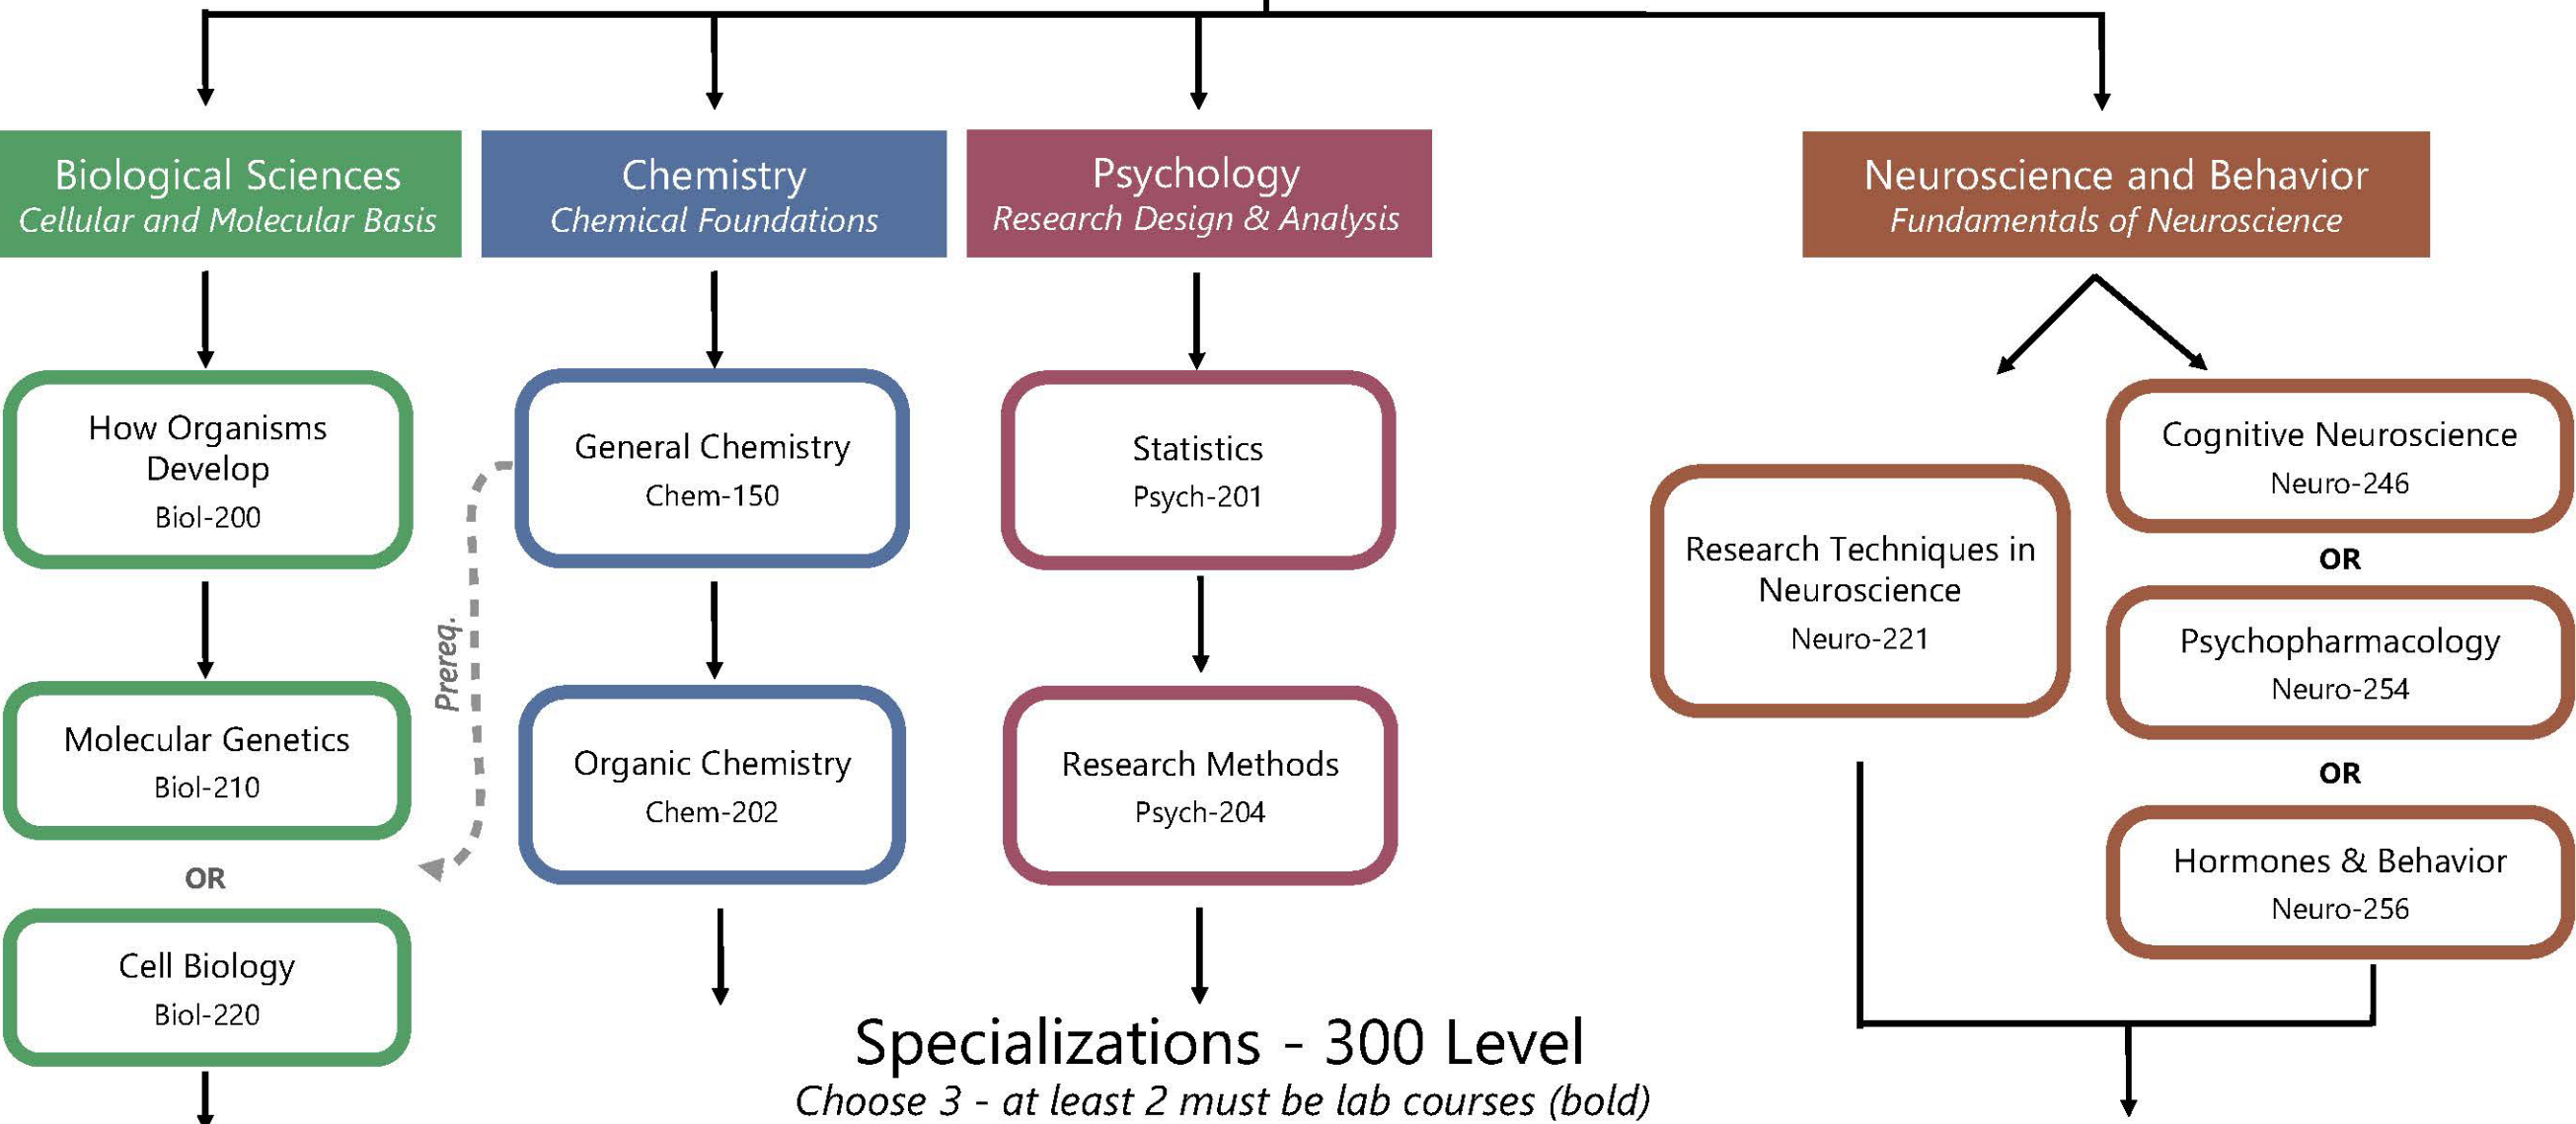 Biological Sciences
Cellular and Molecular Basis
Chemistry
Chemical Foundations
Psychology
Research Design & Analysis
Neuroscience and Behavior
Fundamentals of Neuroscience
How Organisms
Develop
Biol-200
Molecular Genetics
Biol-210
OR
Cell Biology
Biol-220
Prereq.
General Chemistry
Chem-150
Organic Chemistry
Chem-202
Statistics
Psych-201
Research Methods
Psych-204
Research Techniques in
Neuroscience
Neuro-221
Cognitive Neuroscience
Neuro-246
OR
Psychopharmacology
Neuro-254
OR
Hormones & Behavior
Neuro-256
Specializations - 300 Level
Choose 3 - at least 2 must be lab courses (bold)